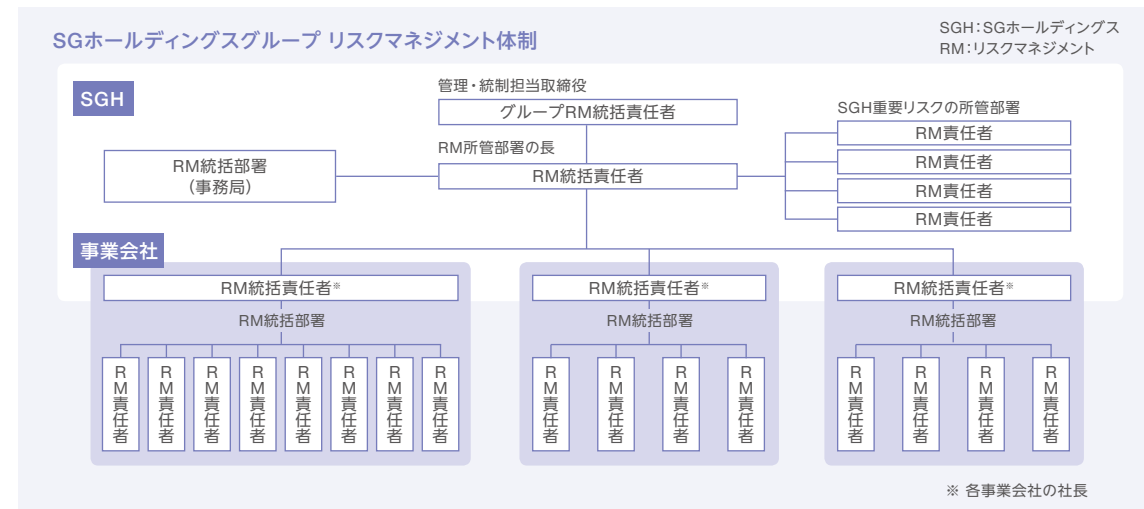 SGホールディングスグループ リスクマネジメント体制
SGH：SGホールディングス
RM：リスクマネジメント
SGH
管理・統制担当取締役
グループRM統括責任者
RM所管部署の長
RM統括責任者
RM統括部署
（事務局）
SGH重要リスクの所管部署
RM責任者
RM責任者
RM責任者
RM責任者
事業会社
RM統括責任者※
RM統括部署
RM責任者
RM責任者
RM責任者
RM責任者
RM責任者
RM責任者
RM責任者
RM責任者
RM統括責任者※
RM統括部署
RM責任者
RM責任者
RM責任者
RM責任者
RM統括責任者※
RM統括部署
RM責任者
RM責任者
RM責任者
RM責任者
※ 各事業会社の社長